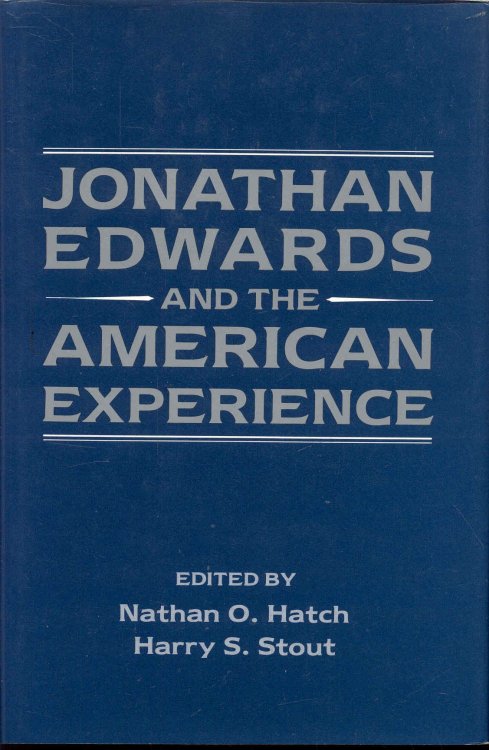 JONATHAN
EDWARDS
AND THE
AMERICAN
EXPERIENCE
EDITED BY
Nathan O. Hatch
Harry S. Stout